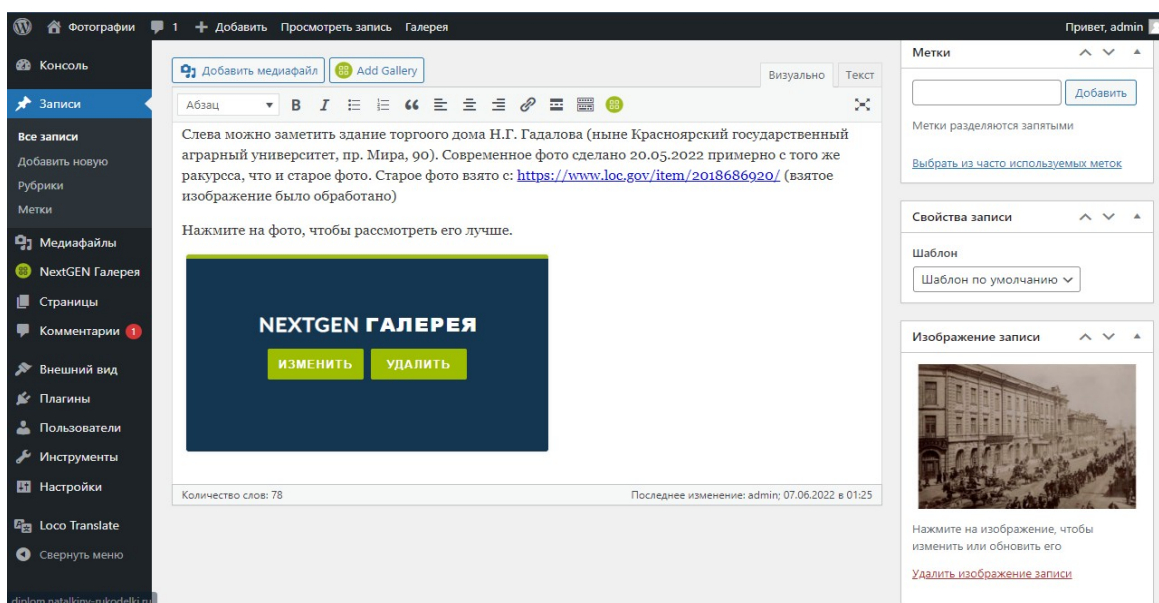 Фотографии 1 + Добавить Просмотреть запись Галерея Привет, admin
Консоль
Записи
Все записи
Добавить новую
Рубрики
Метки
Медиафайлы
NextGEN Галерея
Страницы
Комментарии 1
Внешний вид
Плагины
Пользователи
Инструменты
Настройки
Loco Translate
Свернуть меню
diplom.natalkiny-rukodelki.ru
Добавить медиафайл Add Gallery Визуально Текст
Абзац B I
Слева можно заметить здание торгоого дома Н.Г. Гадалова (ныне Красноярский государственный
аграрный университет, пр. Мира, 90). Современное фото сделано 20.05.2022 примерно с того же
ракурсса, что и старое фото. Старое фото взято с: https://www.loc.gov/item/2018686920/ (взятое
изображение было обработано)
Нажмите на фото, чтобы рассмотреть его лучше.
NEXTGEN ГАЛЕРЕЯ
ИЗМЕНИТЬ УДАЛИТЬ
Количество слов: 78 Последнее изменение: admin; 07.06.2022 в 01:25
Метки
Добавить
Метки разделяются запятыми
Выбрать из часто используемых меток
Свойства записи
Шаблон
Шаблон по умолчанию
Изображение записи
Нажмите на изображение, чтобы
изменить или обновить его
Удалить изображение записи